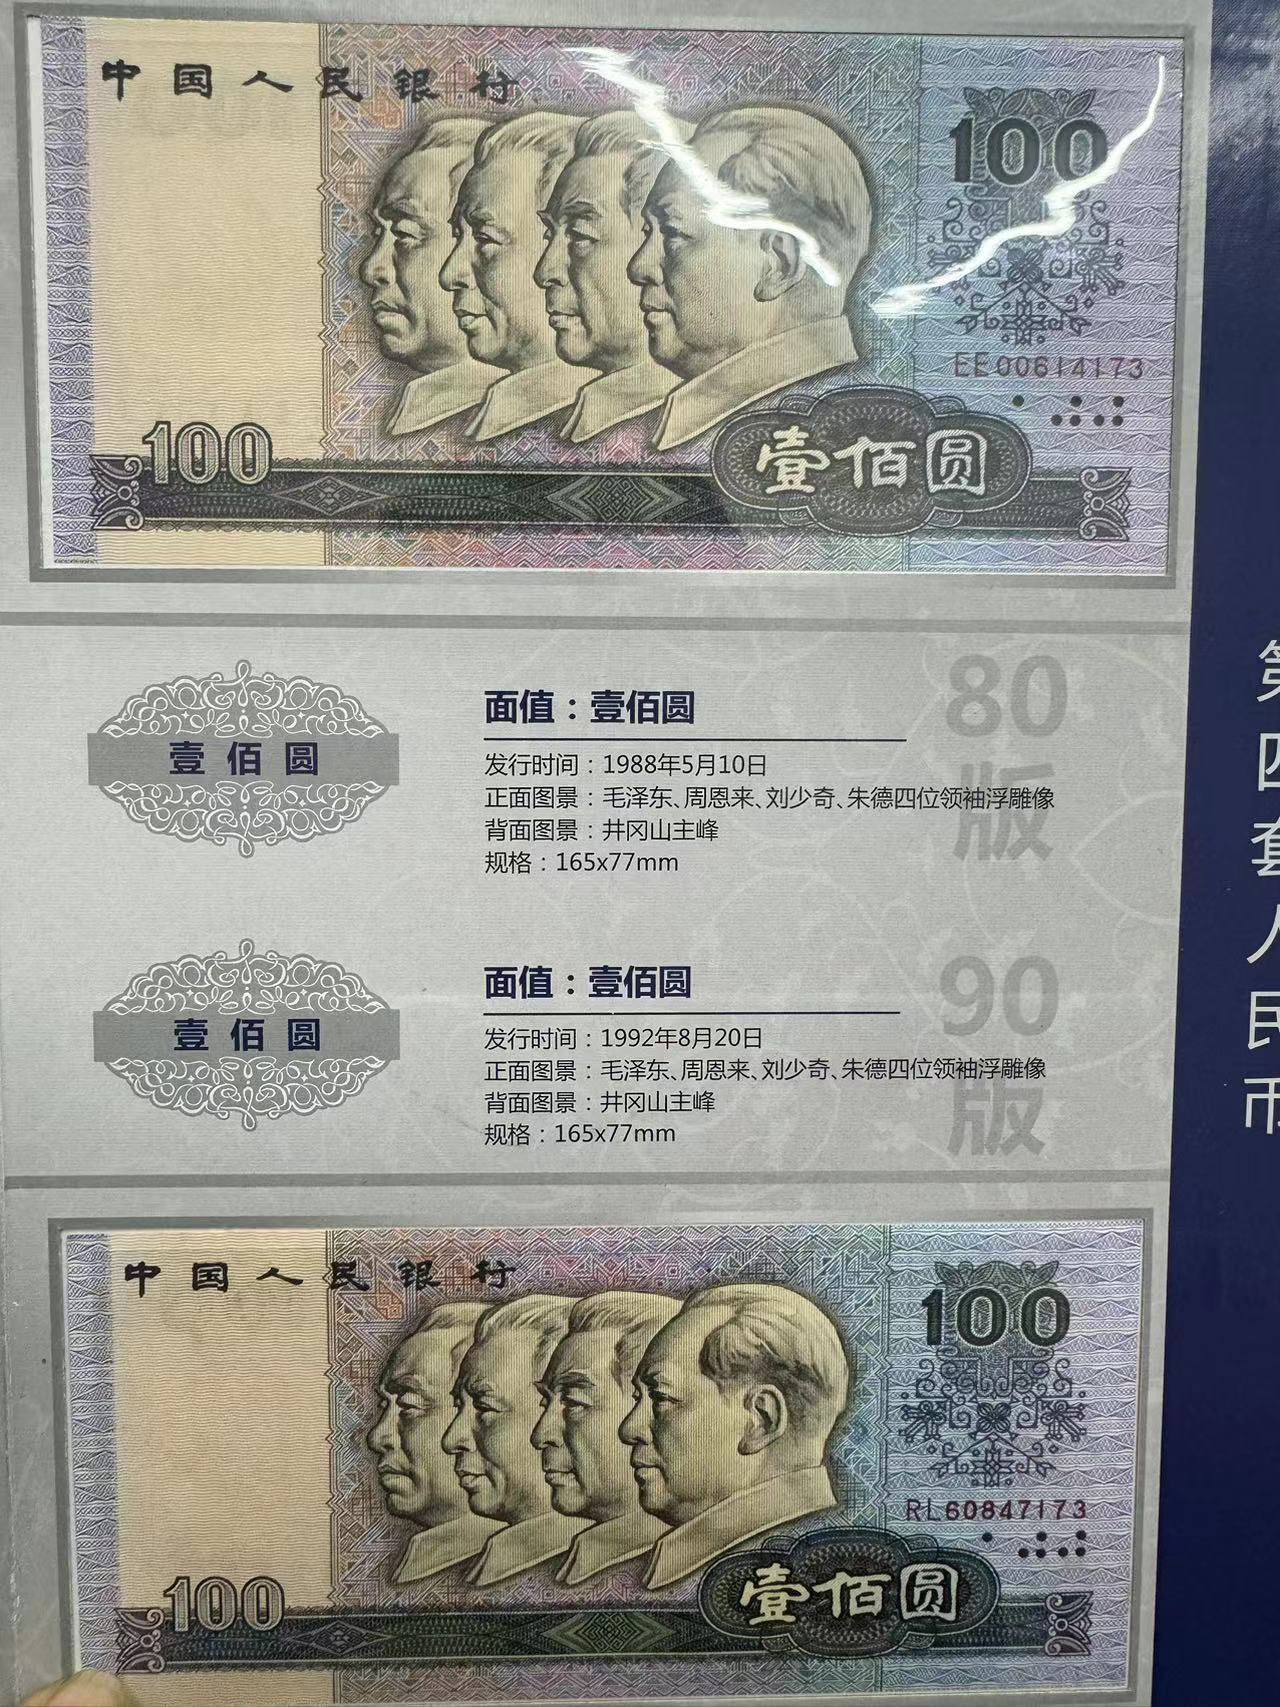 中国人民银行
100
EE00614173
100
壹佰圆
80
版
壹佰圆
面值：壹佰圆
发行时间：1988年5月10日
正面图景：毛泽东、周恩来、刘少奇、朱德四位领袖浮雕像
背面图景：井冈山主峰
规格：165x77mm
90
版
壹佰圆
面值：壹佰圆
发行时间：1992年8月20日
正面图景：毛泽东、周恩来、刘少奇、朱德四位领袖浮雕像
背面图景：井冈山主峰
规格：165x77mm
中国人民银行
100
RL60847173
100
壹佰圆
第四套人民币